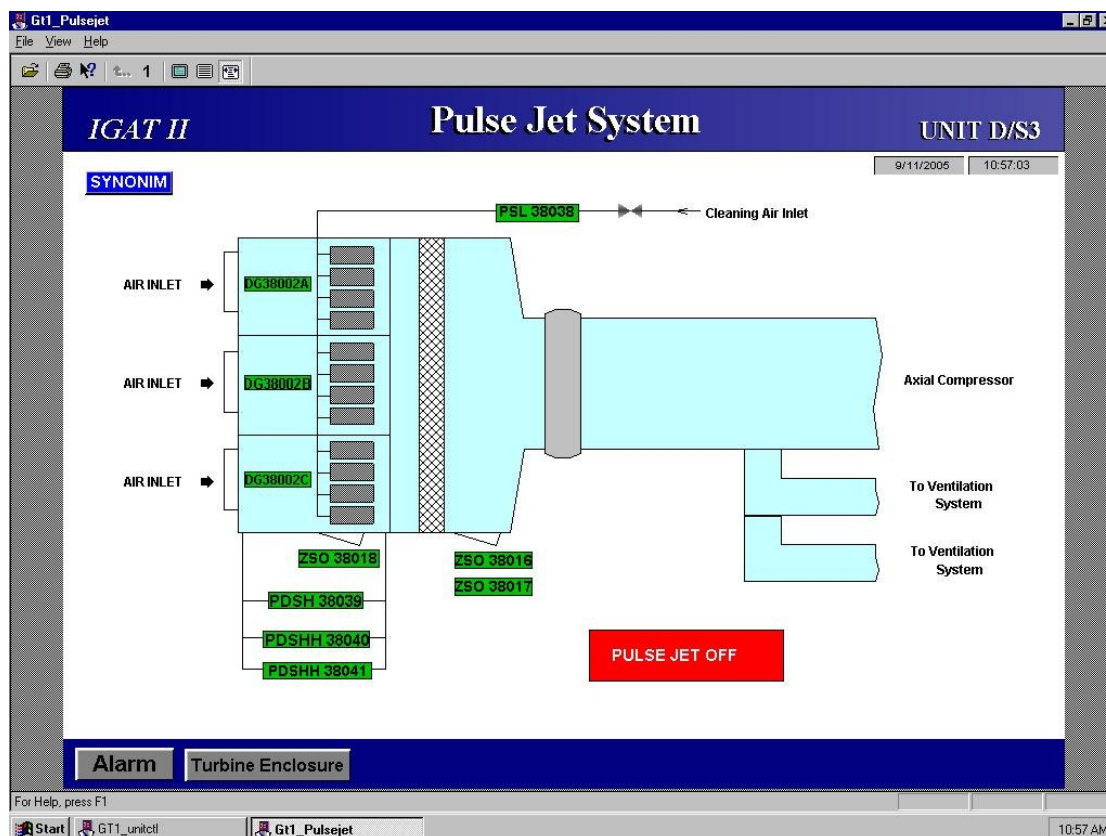 Gt1_Pulsejet
File View Help
1
IGAT II
Pulse Jet System
UNIT D/S3
9/11/2005 10:57:03
SYNONIM
PSL 38038
Cleaning Air Inlet
AIR INLET
DG38002A
AIR INLET
DG38002B
Axial Compressor
AIR INLET
DG38002C
To Ventilation
System
ZSO 38018
ZSO 38016
To Ventilation
System
ZSO 38017
PDSH 38039
PDSHH 38040
PULSE JET OFF
PDSHH 38041
Alarm
Turbine Enclosure
For Help, press F1
Start GT1_unitctl Gt1_Pulsejet 10:57 AM